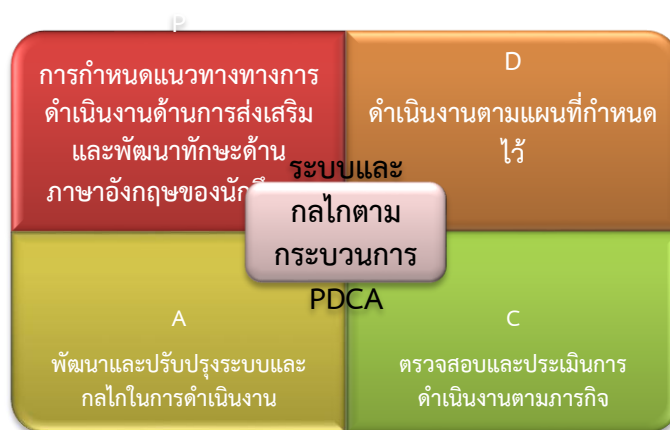 P
การกำหนดแนวทางทางการ
ดำเนินงานด้านการส่งเสริม
และพัฒนาทักษะด้าน
ภาษาอังกฤษของ
D
ดำเนินงานตามแผนที่กำหนด
ไว้
ระบบและ
กลไกตาม
กระบวนการ
PDCA
A
พัฒนาและปรับปรุงระบบและ
กลไกในการดำเนินงาน
C
ตรวจสอบและประเมินการ
ดำเนินงานตามภารกิจ